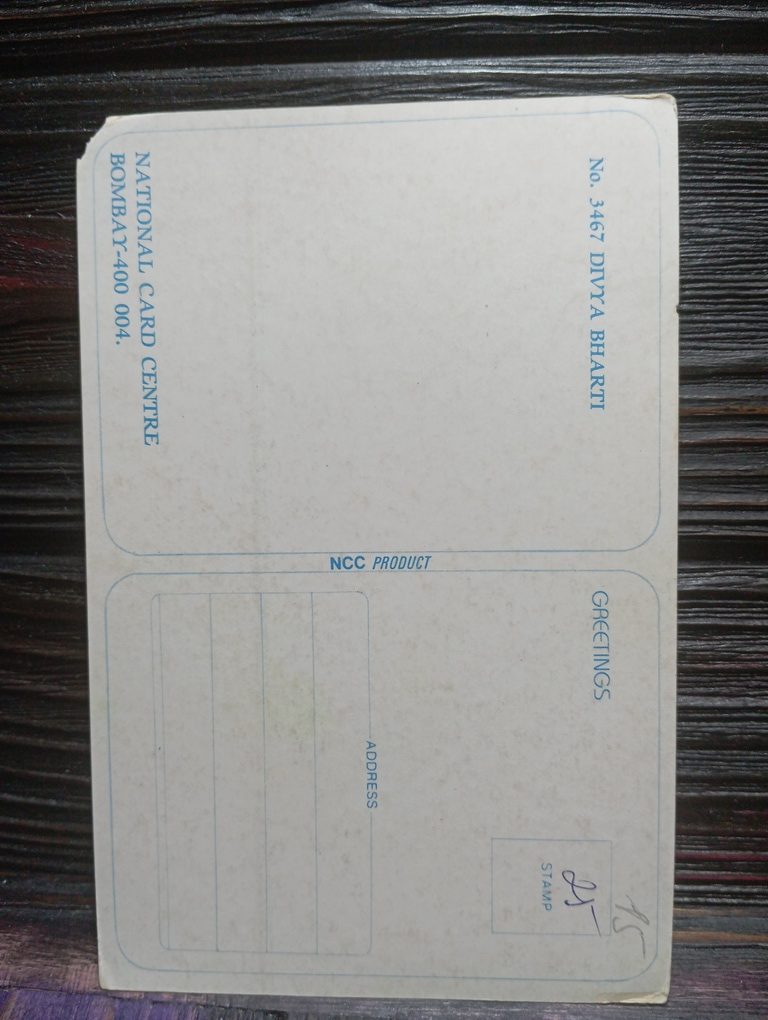 No. 3467 DIVYA BHARTI
NATIONAL CARD CENTRE
BOMBAY-400 004.
NCC PRODUCT
GREETINGS
15
25
STAMP
ADDRESS